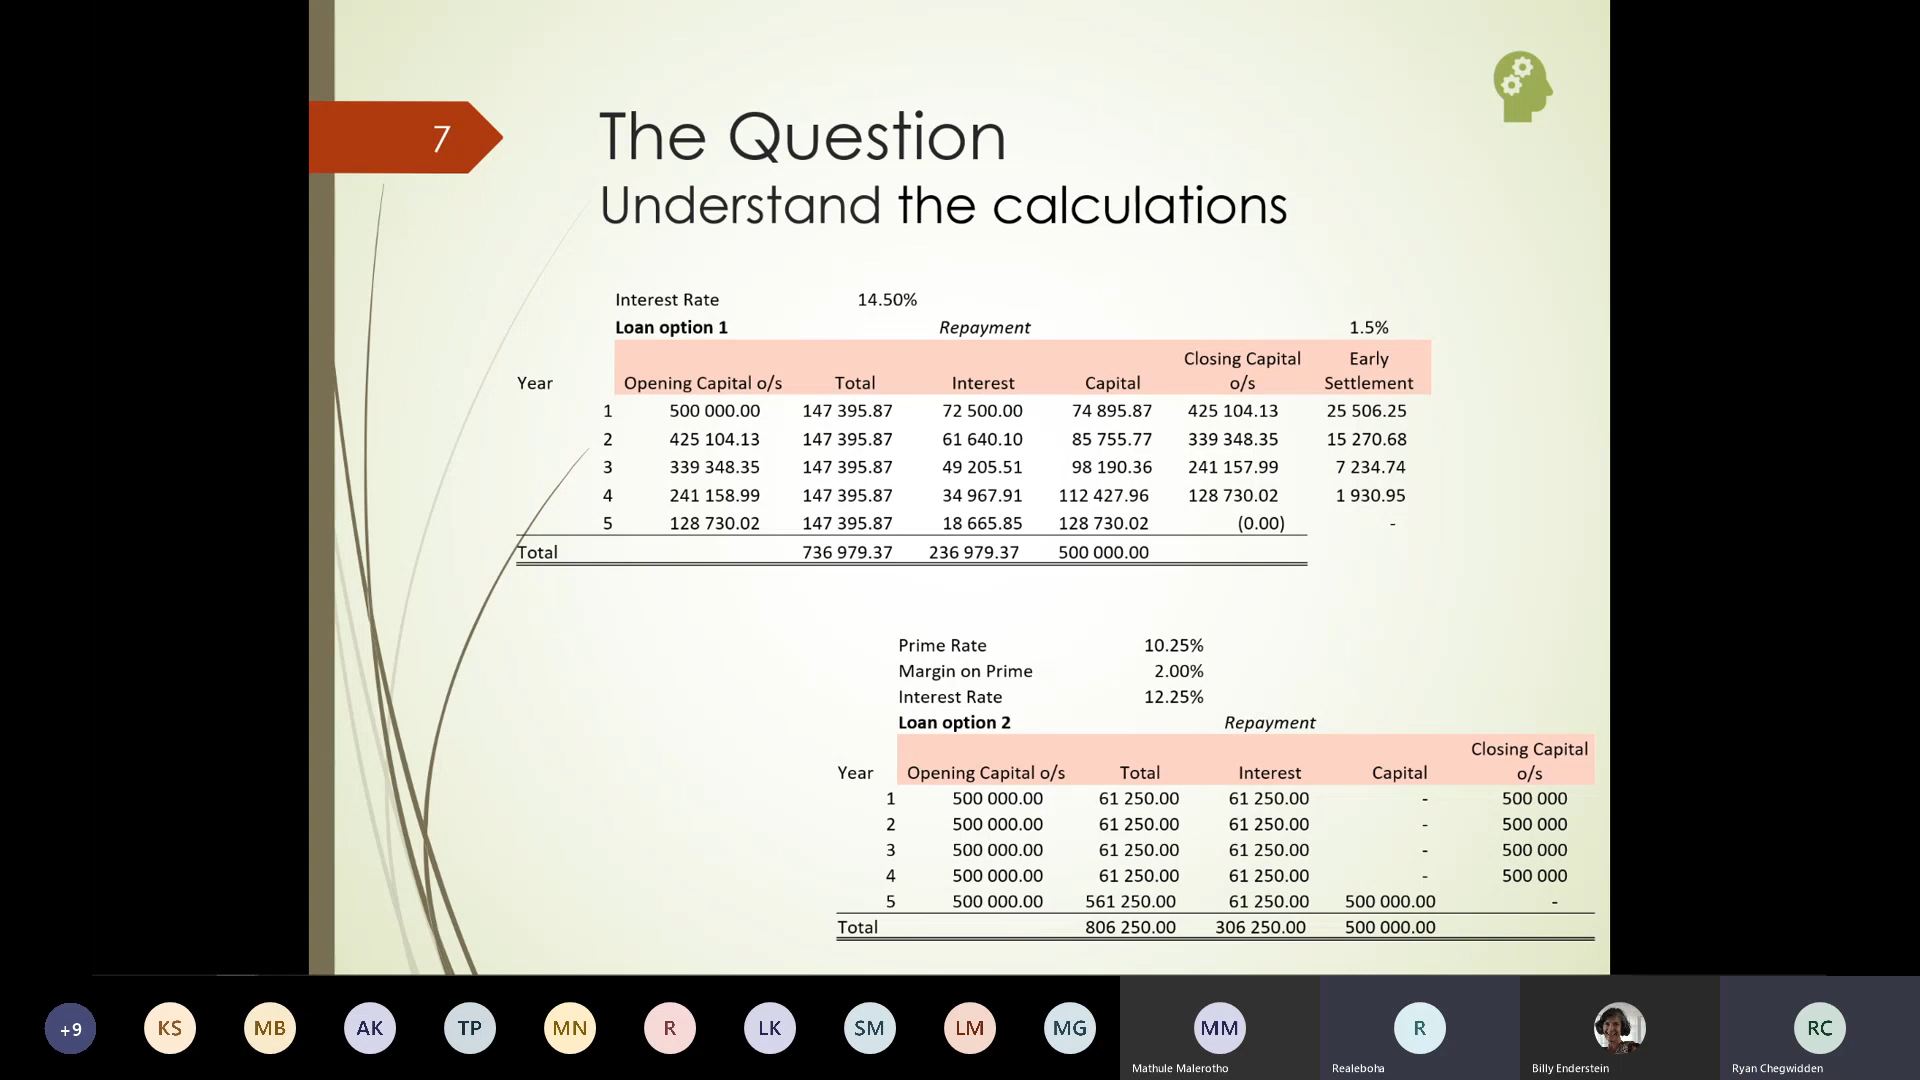 7
The Question
Understand the calculations
Interest Rate 14.50%
Loan option 1 Repayment 1.5%
Year Opening Capital o/s Total Interest Capital Closing Capital o/s Early Settlement
1 500 000.00 147 395.87 72 500.00 74 895.87 425 104.13 25 506.25
2 425 104.13 147 395.87 61 640.10 85 755.77 339 348.35 15 270.68
3 339 348.35 147 395.87 49 205.51 98 190.36 241 157.99 7 234.74
4 241 158.99 147 395.87 34 967.91 112 427.96 128 730.02 1 930.95
5 128 730.02 147 395.87 18 665.85 128 730.02 (0.00) -
Total 736 979.37 236 979.37 500 000.00
Prime Rate 10.25%
Margin on Prime 2.00%
Interest Rate 12.25%
Loan option 2 Repayment
Year Opening Capital o/s Total Interest Capital Closing Capital o/s
1 500 000.00 61 250.00 61 250.00 - 500 000
2 500 000.00 61 250.00 61 250.00 - 500 000
3 500 000.00 61 250.00 61 250.00 - 500 000
4 500 000.00 61 250.00 61 250.00 - 500 000
5 500 000.00 561 250.00 61 250.00 500 000.00 -
Total 806 250.00 306 250.00 500 000.00
+9 KS MB AK TP MN R LK SM LM MG MM R RC
Mathule Malerotho Realeboha Billy Enderstein Ryan Chegwidden